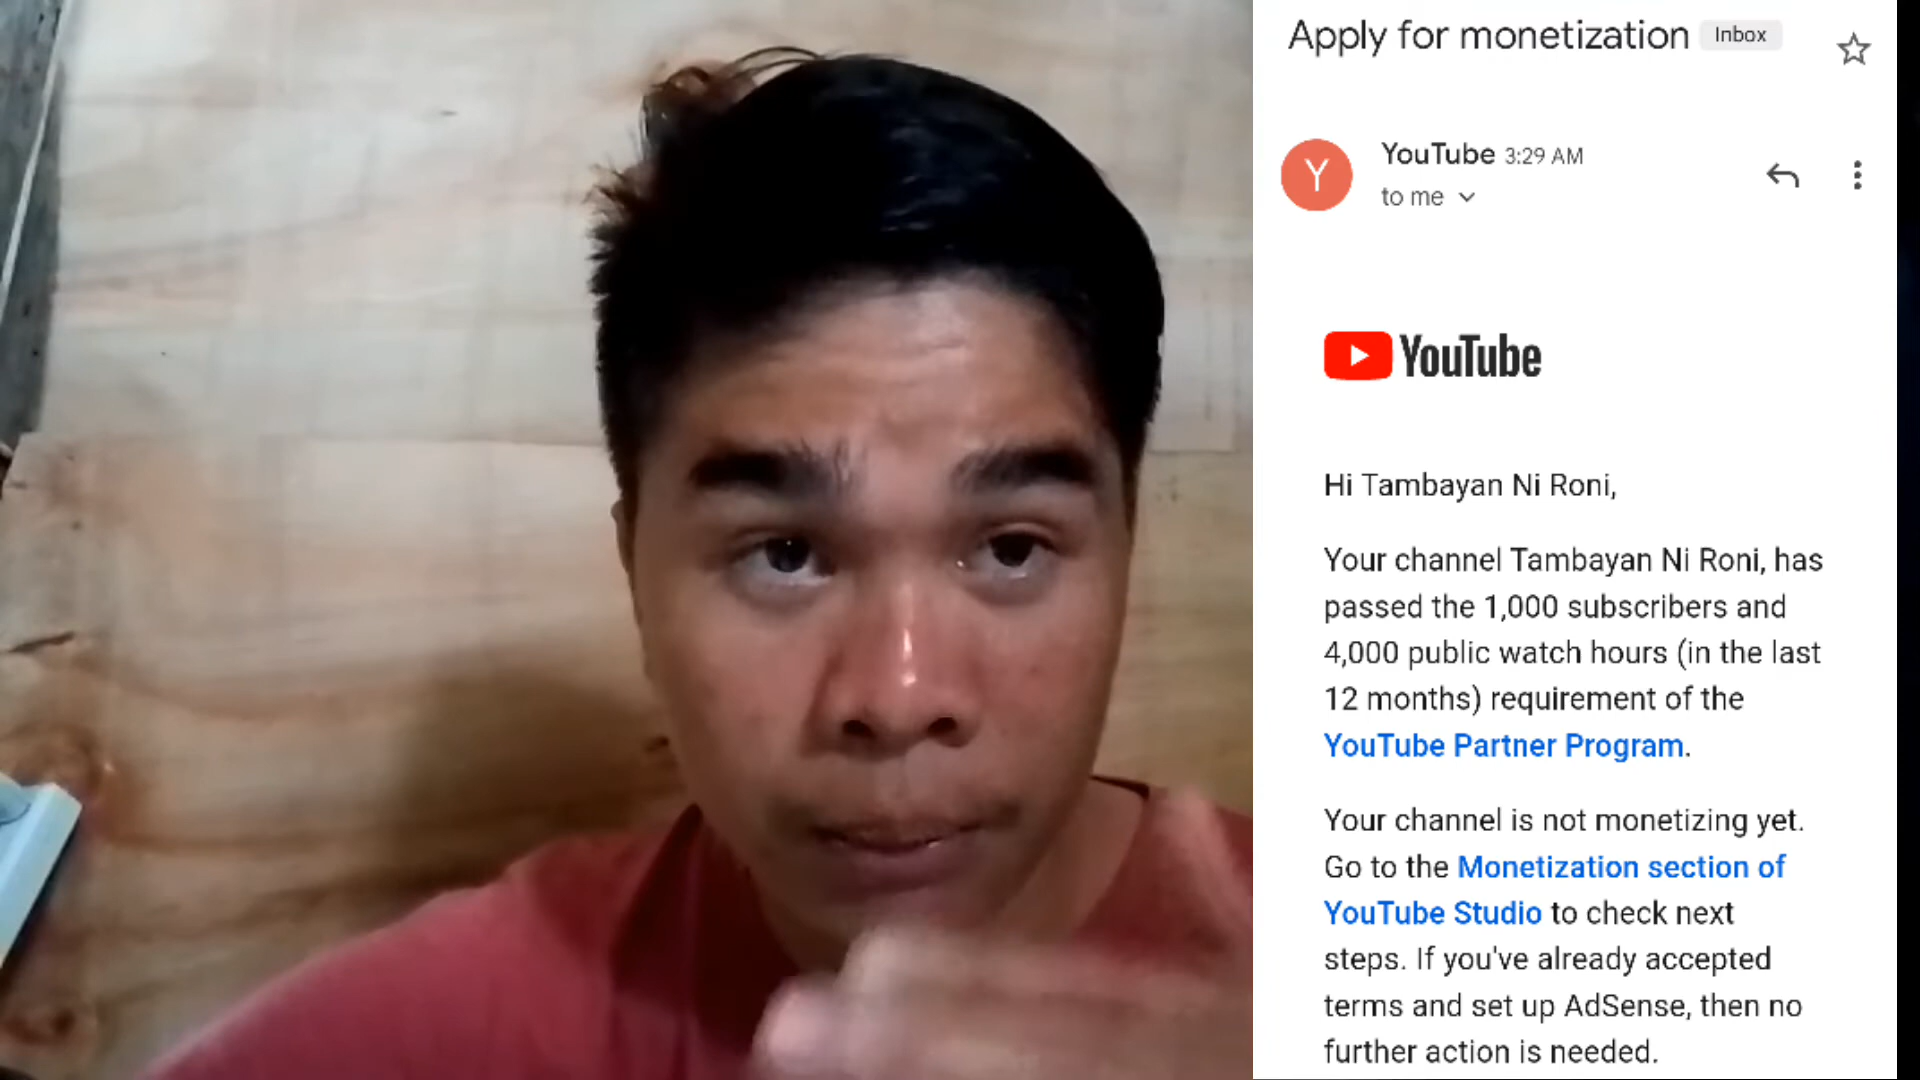 Apply for monetization Inbox
Y
YouTube 3:29 AM
to me
YouTube
Hi Tambayan Ni Roni,
Your channel Tambayan Ni Roni, has
passed the 1,000 subscribers and
4,000 public watch hours (in the last
12 months) requirement of the
YouTube Partner Program.
Your channel is not monetizing yet.
Go to the Monetization section of
YouTube Studio to check next
steps. If you've already accepted
terms and set up AdSense, then no
further action is needed.